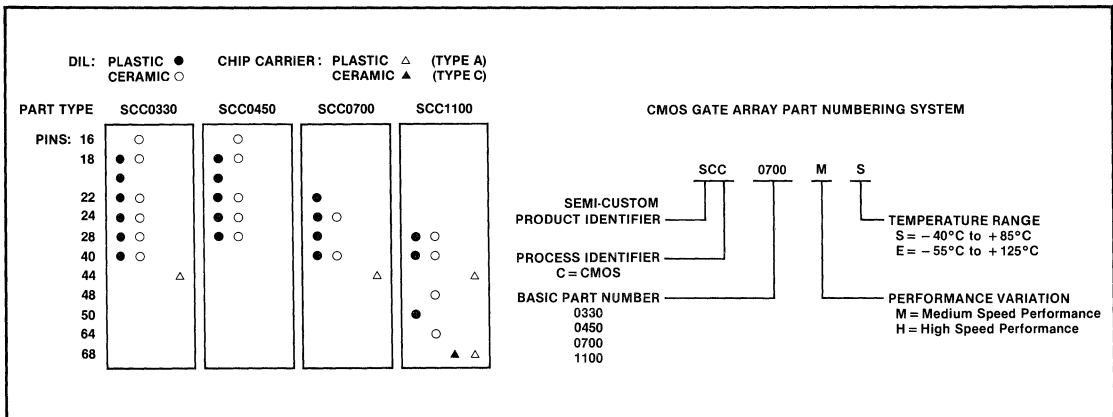 DIL: PLASTIC ● CHIP CARRIER: PLASTIC △ (TYPE A)
CERAMIC ○ CERAMIC ▲ (TYPE C)
PART TYPE SCC0330 SCC0450 SCC0700 SCC1100
PINS: 16
18
22
24
28
40
44
48
50
64
68
CMOS GATE ARRAY PART NUMBERING SYSTEM
SCC 0700 M S
SEMI-CUSTOM
PRODUCT IDENTIFIER
PROCESS IDENTIFIER
C = CMOS
BASIC PART NUMBER
0330
0450
0700
1100
TEMPERATURE RANGE
S = – 40°C to + 85°C
E = – 55°C to + 125°C
PERFORMANCE VARIATION
M = Medium Speed Performance
H = High Speed Performance